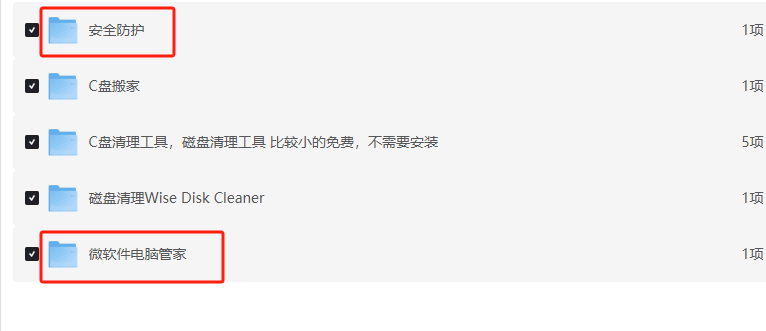 安全防护 1项
C盘搬家 1项
C盘清理工具，磁盘清理工具 比较小的免费，不需要安装 5项
磁盘清理Wise Disk Cleaner 1项
微软件电脑管家 1项